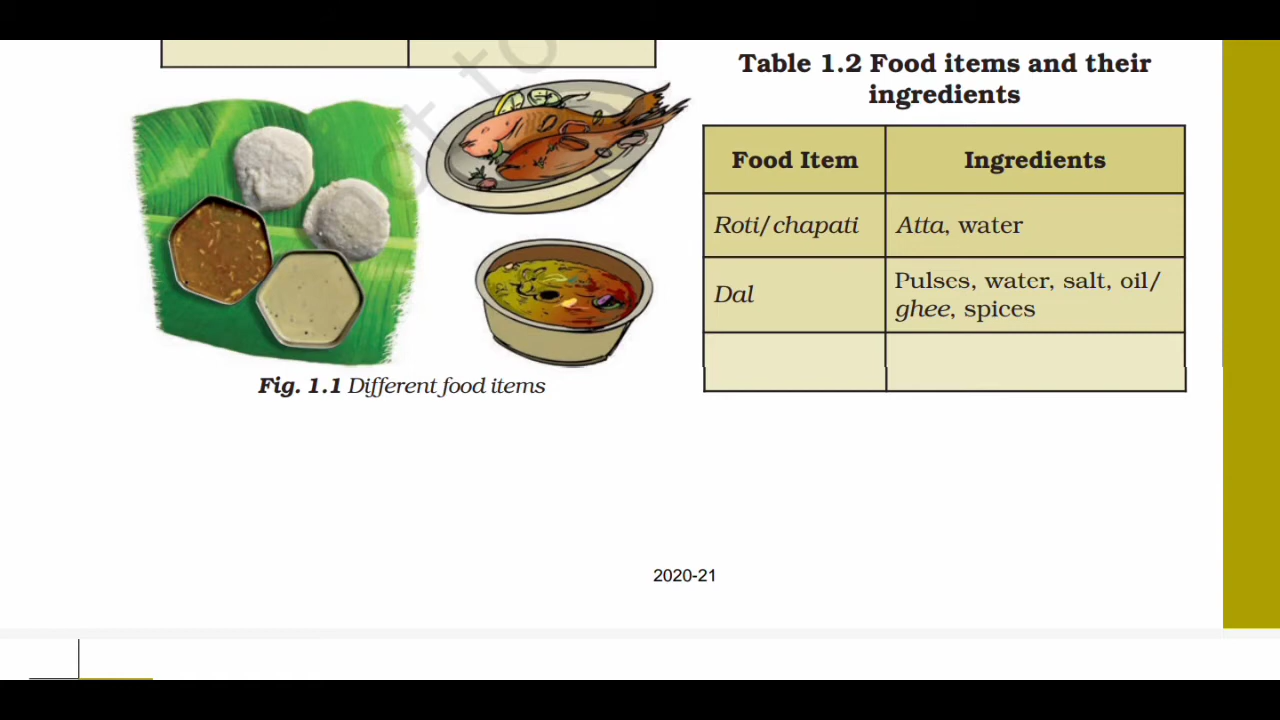 Table 1.2 Food items and their
ingredients
Food Item Ingredients
Roti/chapati Atta, water
Dal Pulses, water, salt, oil/
ghee, spices
Fig. 1.1 Different food items
2020-21